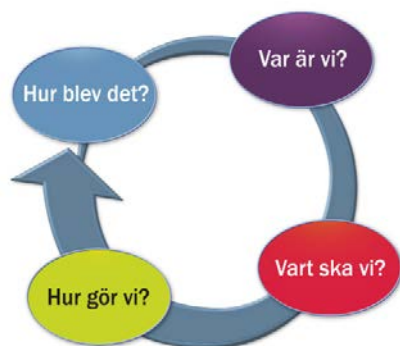 Var är vi?
Vart ska vi?
Hur gör vi?
Hur blev det?